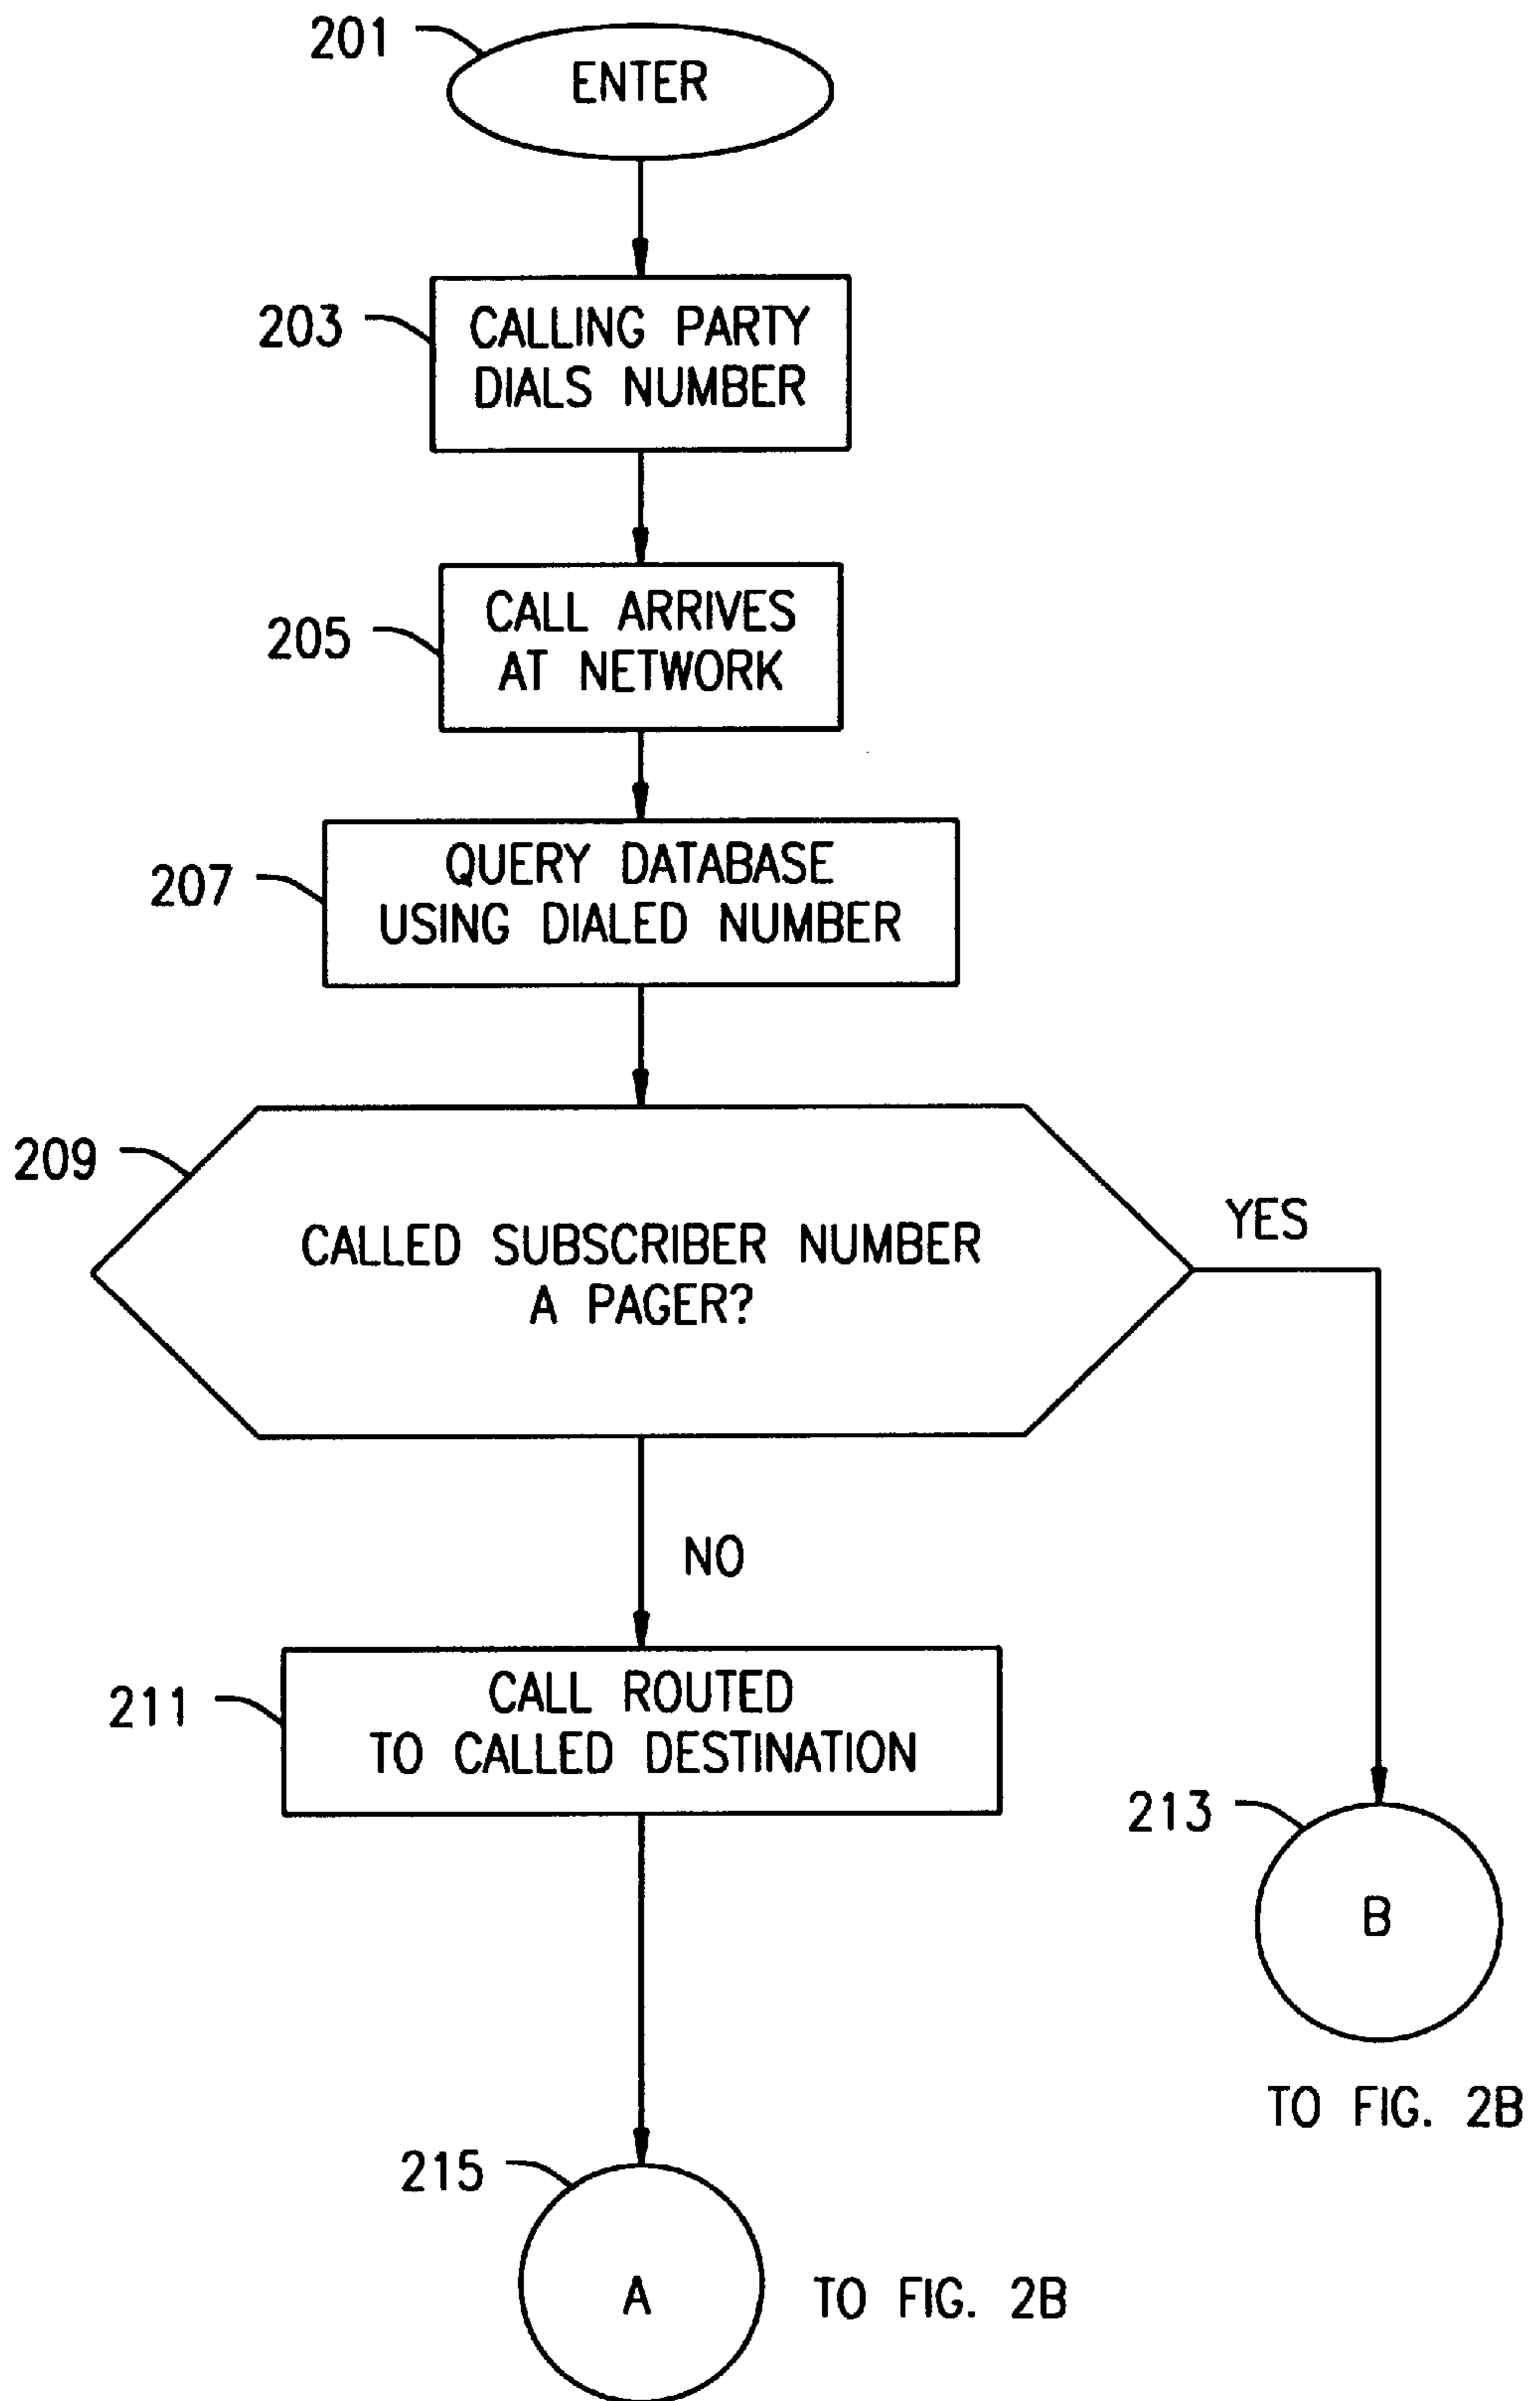 201
ENTER
203
CALLING PARTY
DIALS NUMBER
205
CALL ARRIVES
AT NETWORK
207
QUERY DATABASE
USING DIALED NUMBER
209
CALLED SUBSCRIBER NUMBER
A PAGER?
YES
NO
211
CALL ROUTED
TO CALLED DESTINATION
213
B
TO FIG. 2B
215
A
TO FIG. 2B